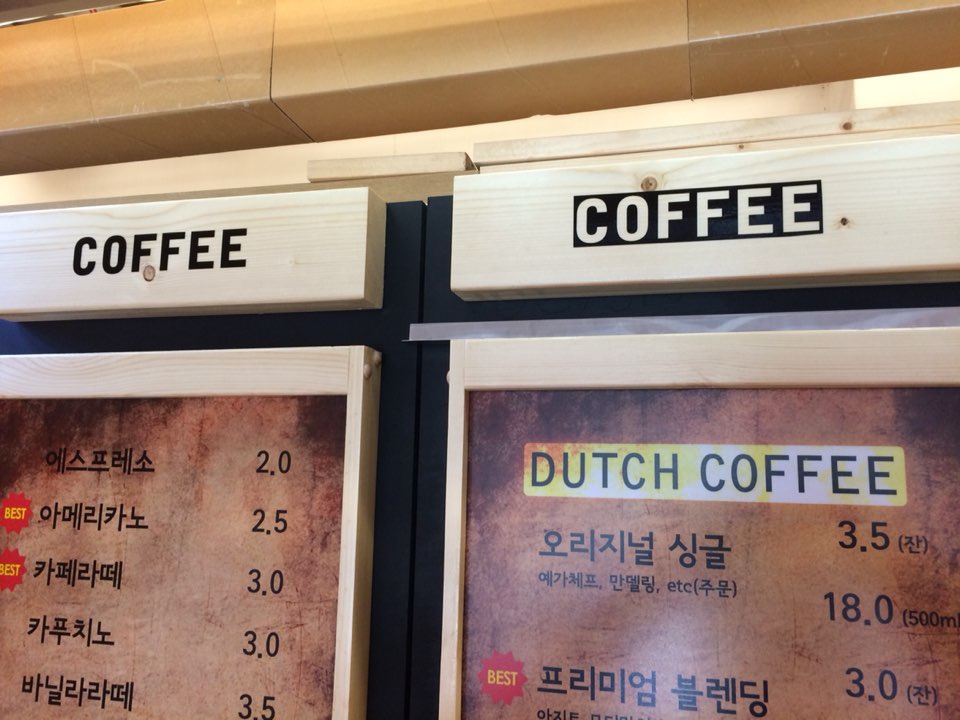 COFFEE
에스프레소 2.0
BEST 아메리카노 2.5
BEST 카페라떼 3.0
카푸치노 3.0
바닐라라떼 3.5
COFFEE
DUTCH COFFEE
오리지널 싱글 3.5 (잔)
예가체프, 만델링, etc(주문)
18.0 (500ml
BEST 프리미엄 블렌딩 3.0 (잔)